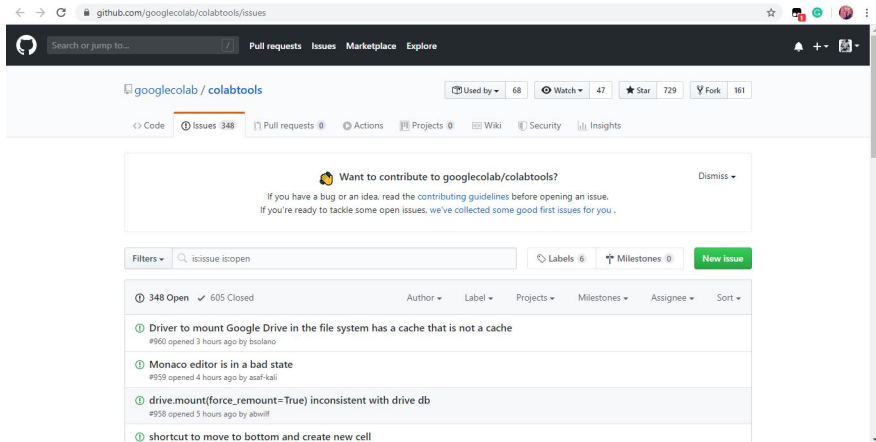 github.com/googlecolab/colabtools/issues
1
Search or jump to... / Pull requests Issues Marketplace Explore
googlecolab / colabtools Used by 68 Watch 47 Star 729 Fork 161
<> Code Issues 348 Pull requests 0 Actions Projects 0 Wiki Security Insights
Want to contribute to googlecolab/colabtools? Dismiss
If you have a bug or an idea, read the contributing guidelines before opening an issue.
If you're ready to tackle some open issues, we've collected some good first issues for you .
Filters is:issue is:open Labels 6 Milestones 0 New issue
348 Open ✓ 605 Closed Author Label Projects Milestones Assignee Sort
Driver to mount Google Drive in the file system has a cache that is not a cache
#960 opened 3 hours ago by bsolano
Monaco editor is in a bad state
#959 opened 4 hours ago by asaf-kali
drive.mount(force_remount=True) inconsistent with drive db
#958 opened 5 hours ago by abwilf
shortcut to move to bottom and create new cell